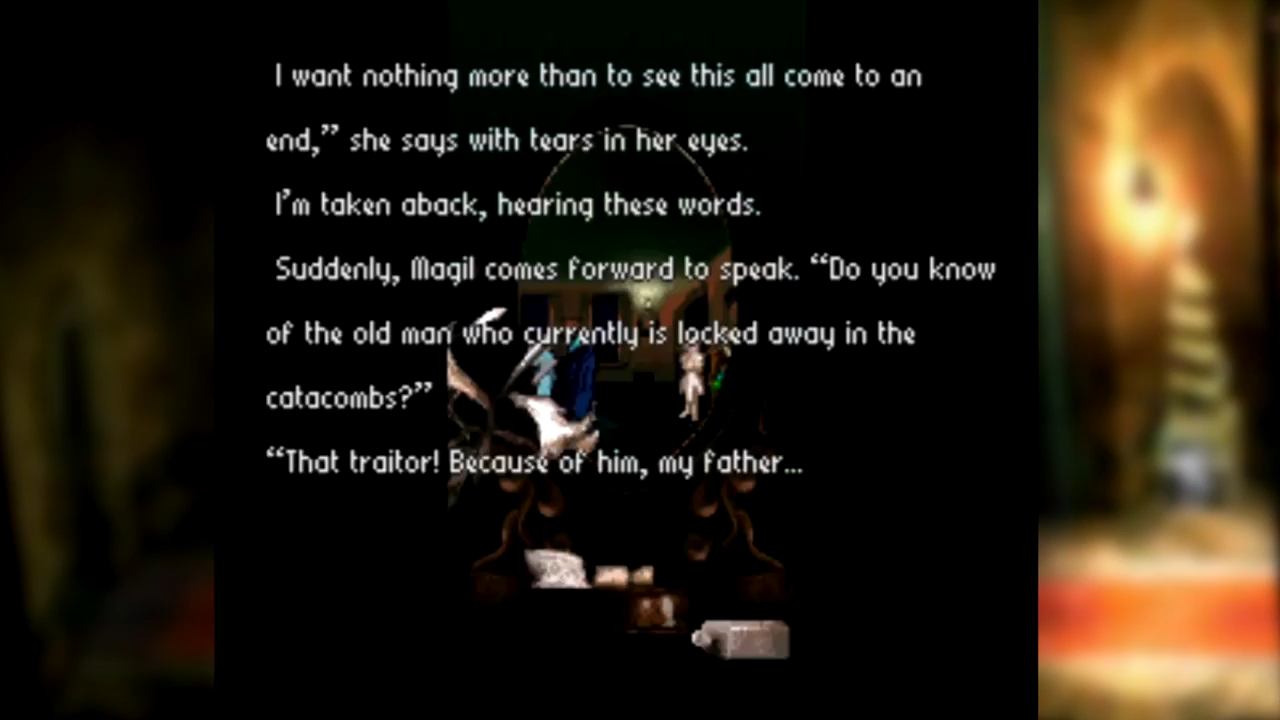 I want nothing more than to see this all come to an
end,” she says with tears in her eyes.
I’m taken aback, hearing these words.
Suddenly, Magil comes forward to speak. “Do you know
of the old man who currently is locked away in the
catacombs?”
“That traitor! Because of him, my father...